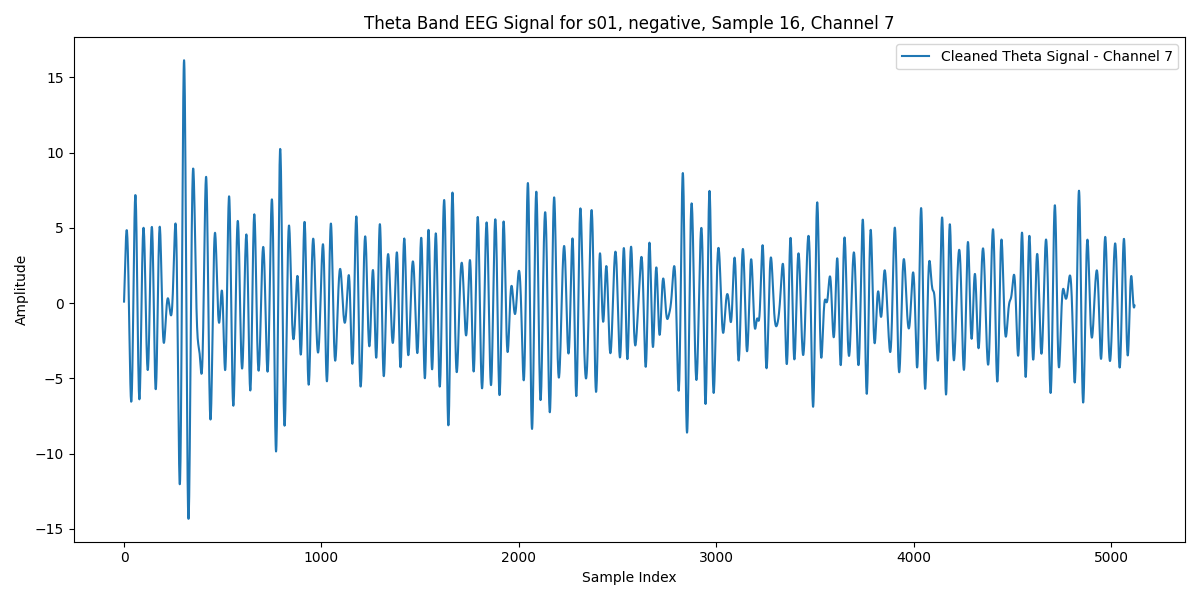 Theta Band EEG Signal for s01, negative, Sample 16, Channel 7
Cleaned Theta Signal - Channel 7
Amplitude
15
10
5
0
−5
−10
−15
0 1000 2000 3000 4000 5000
Sample Index